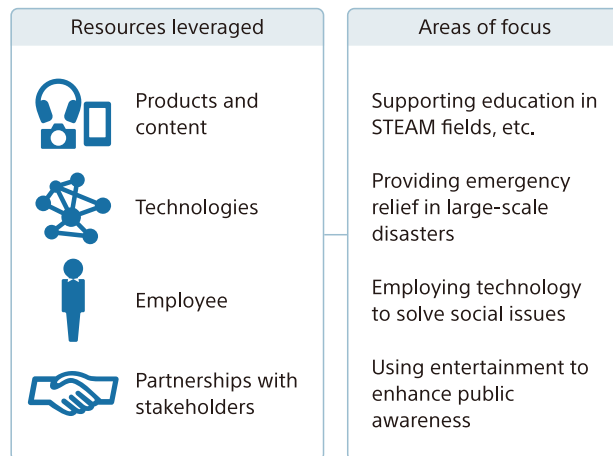 Resources leveraged
Products and
content
Technologies
Employee
Partnerships with
stakeholders
Areas of focus
Supporting education in
STEAM fields, etc.
Providing emergency
relief in large-scale
disasters
Employing technology
to solve social issues
Using entertainment to
enhance public
awareness